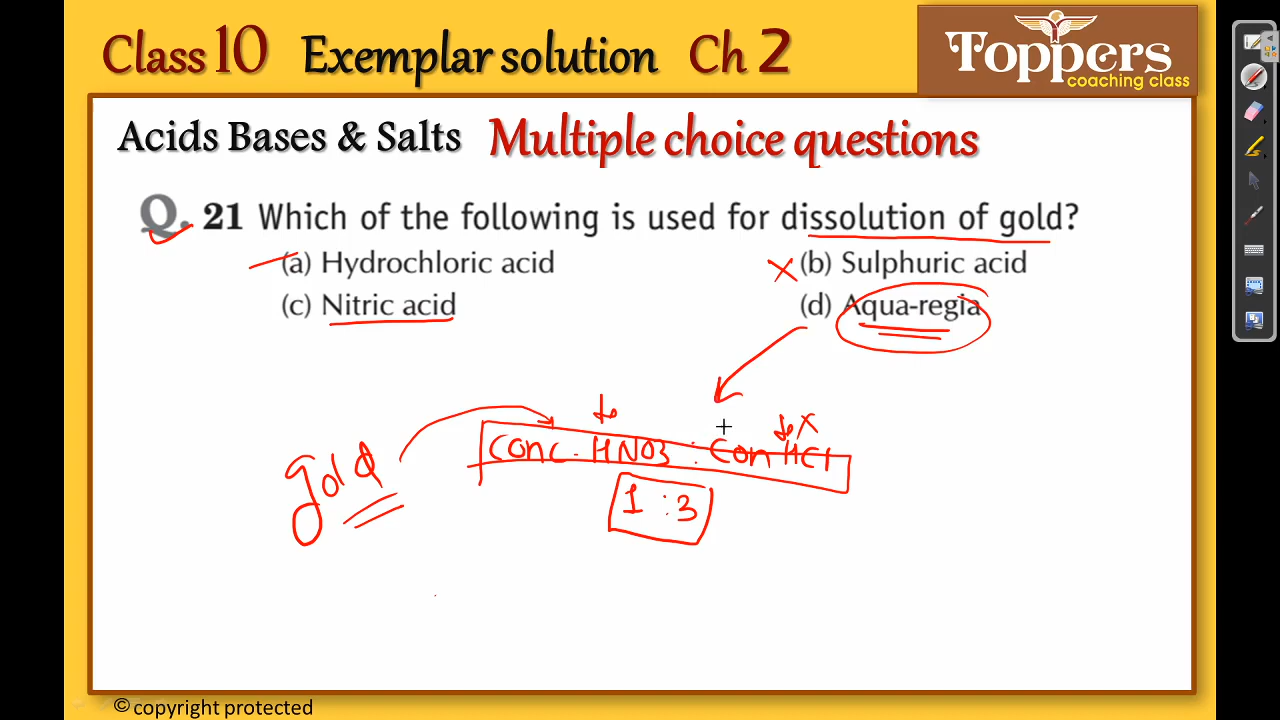 Class 10 Exemplar solution Ch 2
Toppers
coaching class
Acids Bases & Salts Multiple choice questions
Q. 21 Which of the following is used for dissolution of gold?
(a) Hydrochloric acid (b) Sulphuric acid
(c) Nitric acid (d) Aqua-regia
gold
Conc. HNO3 : Con HCl
1 : 3
© copyright protected